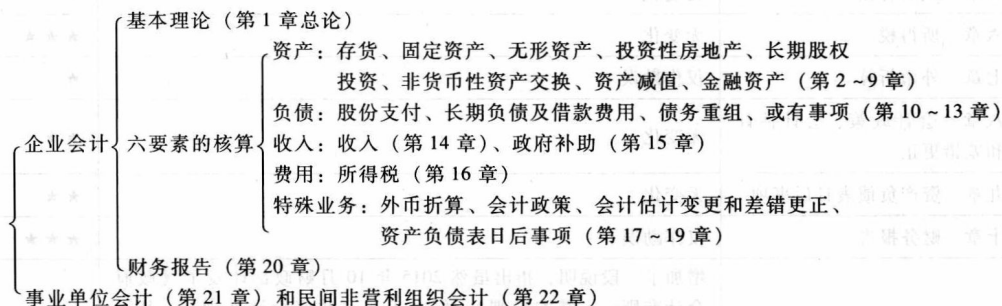 基本理论（第1章总论）
资产：存货、固定资产、无形资产、投资性房地产、长期股权
投资、非货币性资产交换、资产减值、金融资产（第2~9章）
负债：股份支付、长期负债及借款费用、债务重组、或有事项（第10~13章）
企业会计 六要素的核算 收入：收入（第14章）、政府补助（第15章）
费用：所得税（第16章）
特殊业务：外币折算、会计政策、会计估计变更和差错更正、
资产负债表日后事项（第17~19章）
财务报告（第20章）
事业单位会计（第21章）和民间非营利组织会计（第22章）